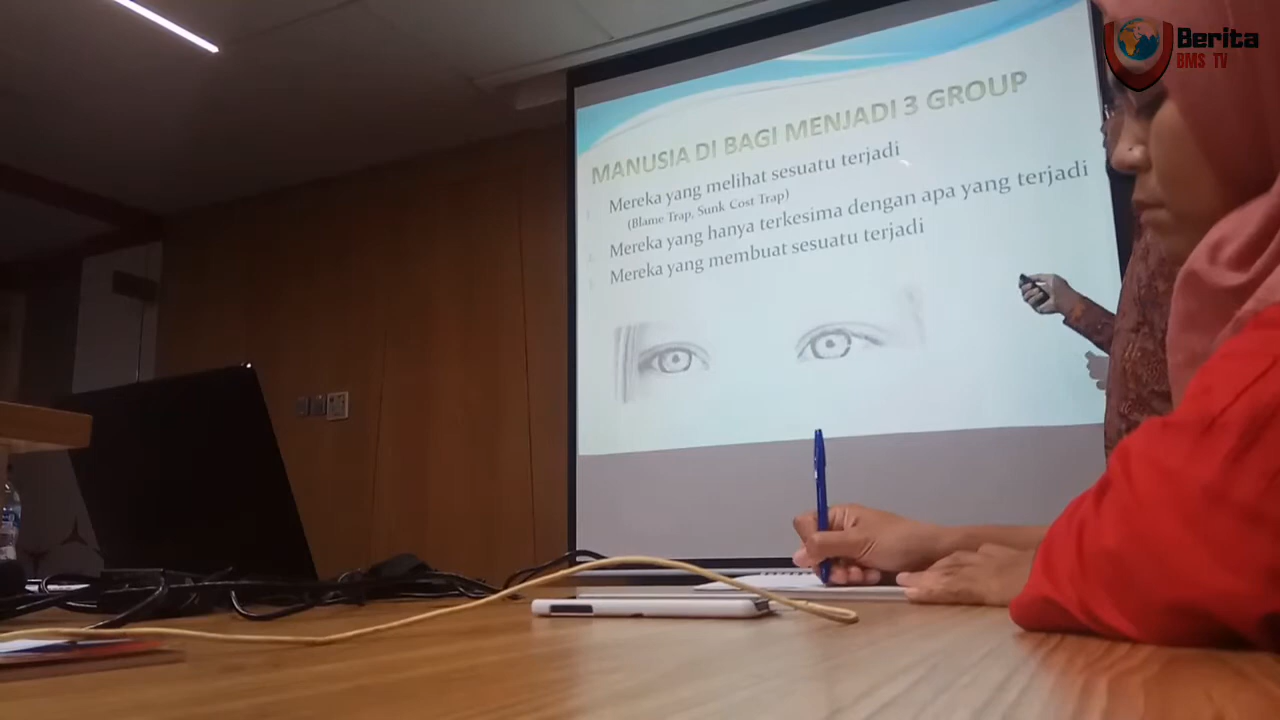 Berita
BMS TV
MANUSIA DI BAGI MENJADI 3 GROUP
Mereka yang melihat sesuatu terjadi
(Blame Trap, Sunk Cost Trap)
Mereka yang hanya terkesima dengan apa yang terjadi
Mereka yang membuat sesuatu terjadi